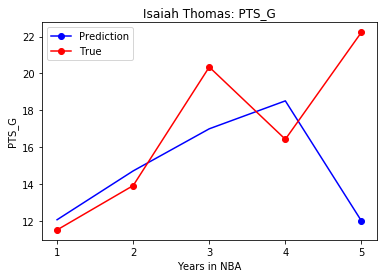 Isaiah Thomas: PTS_G
Prediction
True
22
20
18
16
14
12
PTS_G
1 2 3 4 5
Years in NBA